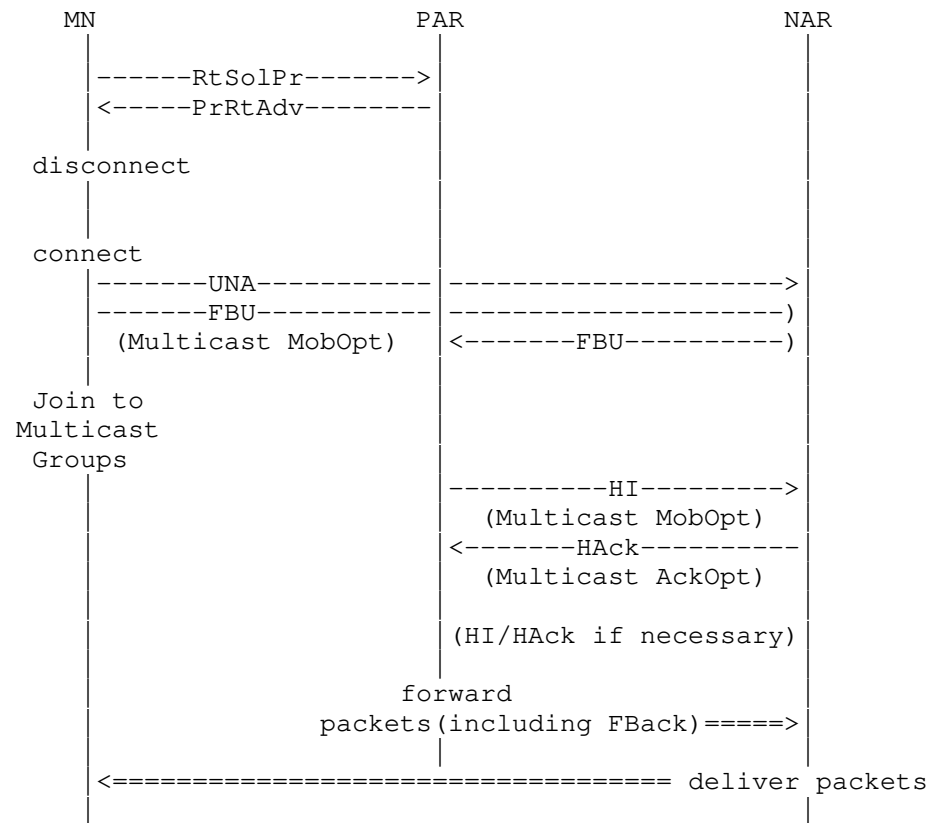 MN PAR NAR
------RtSolPr------->
<-----PrRtAdv--------
disconnect
connect
-------UNA-----------|--------------------->
-------FBU-----------|---------------------)
(Multicast MobOpt) <-------FBU----------)
Join to
Multicast
Groups
----------HI--------->
(Multicast MobOpt)
<-------HAck----------
(Multicast AckOpt)
(HI/HAck if necessary)
forward
packets(including FBack)=====>
<=================================== deliver packets